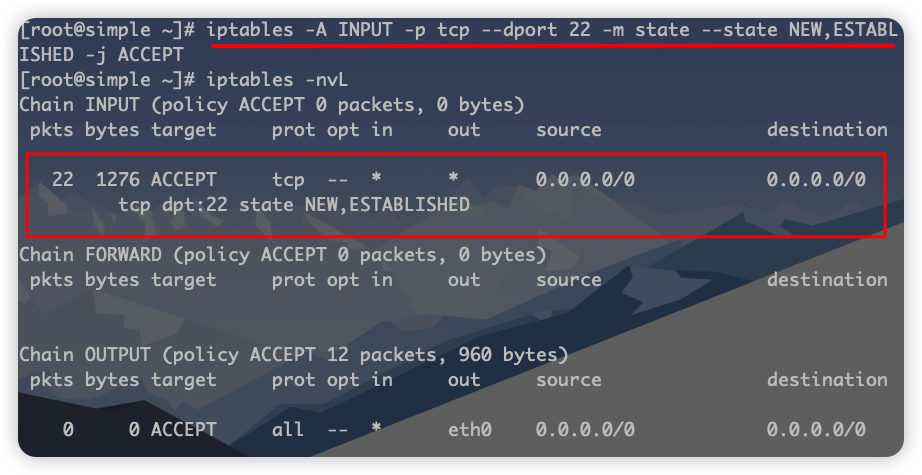 [root@simple ~]# iptables -A INPUT -p tcp --dport 22 -m state --state NEW,ESTABL
ISHED -j ACCEPT
[root@simple ~]# iptables -nvL
Chain INPUT (policy ACCEPT 0 packets, 0 bytes)
pkts bytes target     prot opt in     out     source               destination
22  1276 ACCEPT     tcp  --  *      *       0.0.0.0/0            0.0.0.0/0
tcp dpt:22 state NEW,ESTABLISHED
Chain FORWARD (policy ACCEPT 0 packets, 0 bytes)
pkts bytes target     prot opt in     out     source               destination
Chain OUTPUT (policy ACCEPT 12 packets, 960 bytes)
pkts bytes target     prot opt in     out     source               destination
0     0 ACCEPT     all  --  *      eth0    0.0.0.0/0            0.0.0.0/0